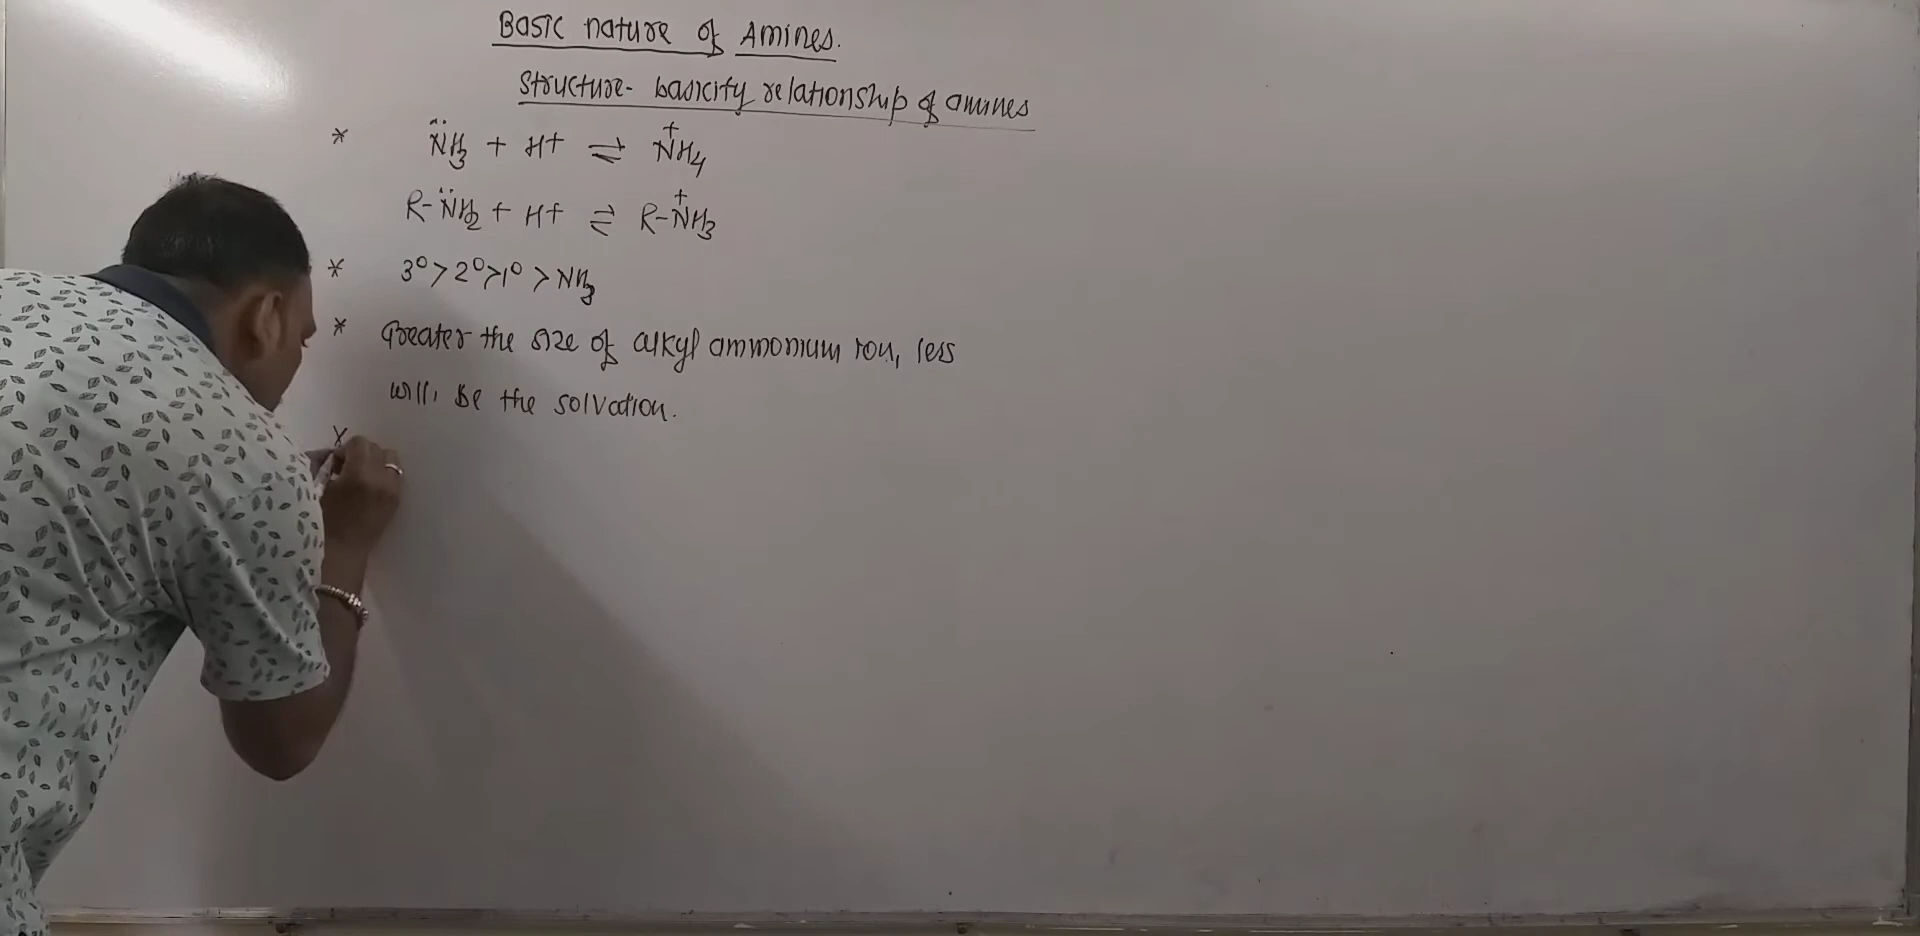 Basic nature of Amines.
Structure- basicity relationship of amines
* N̈H3 + H+ ⇌ N⁺H4
R-N̈H2 + H+ ⇌ R-N⁺H3
* 3° > 2° > 1° > NH3
* Greater the size of alkyl ammonium ion, less
will, be the solvation.
*